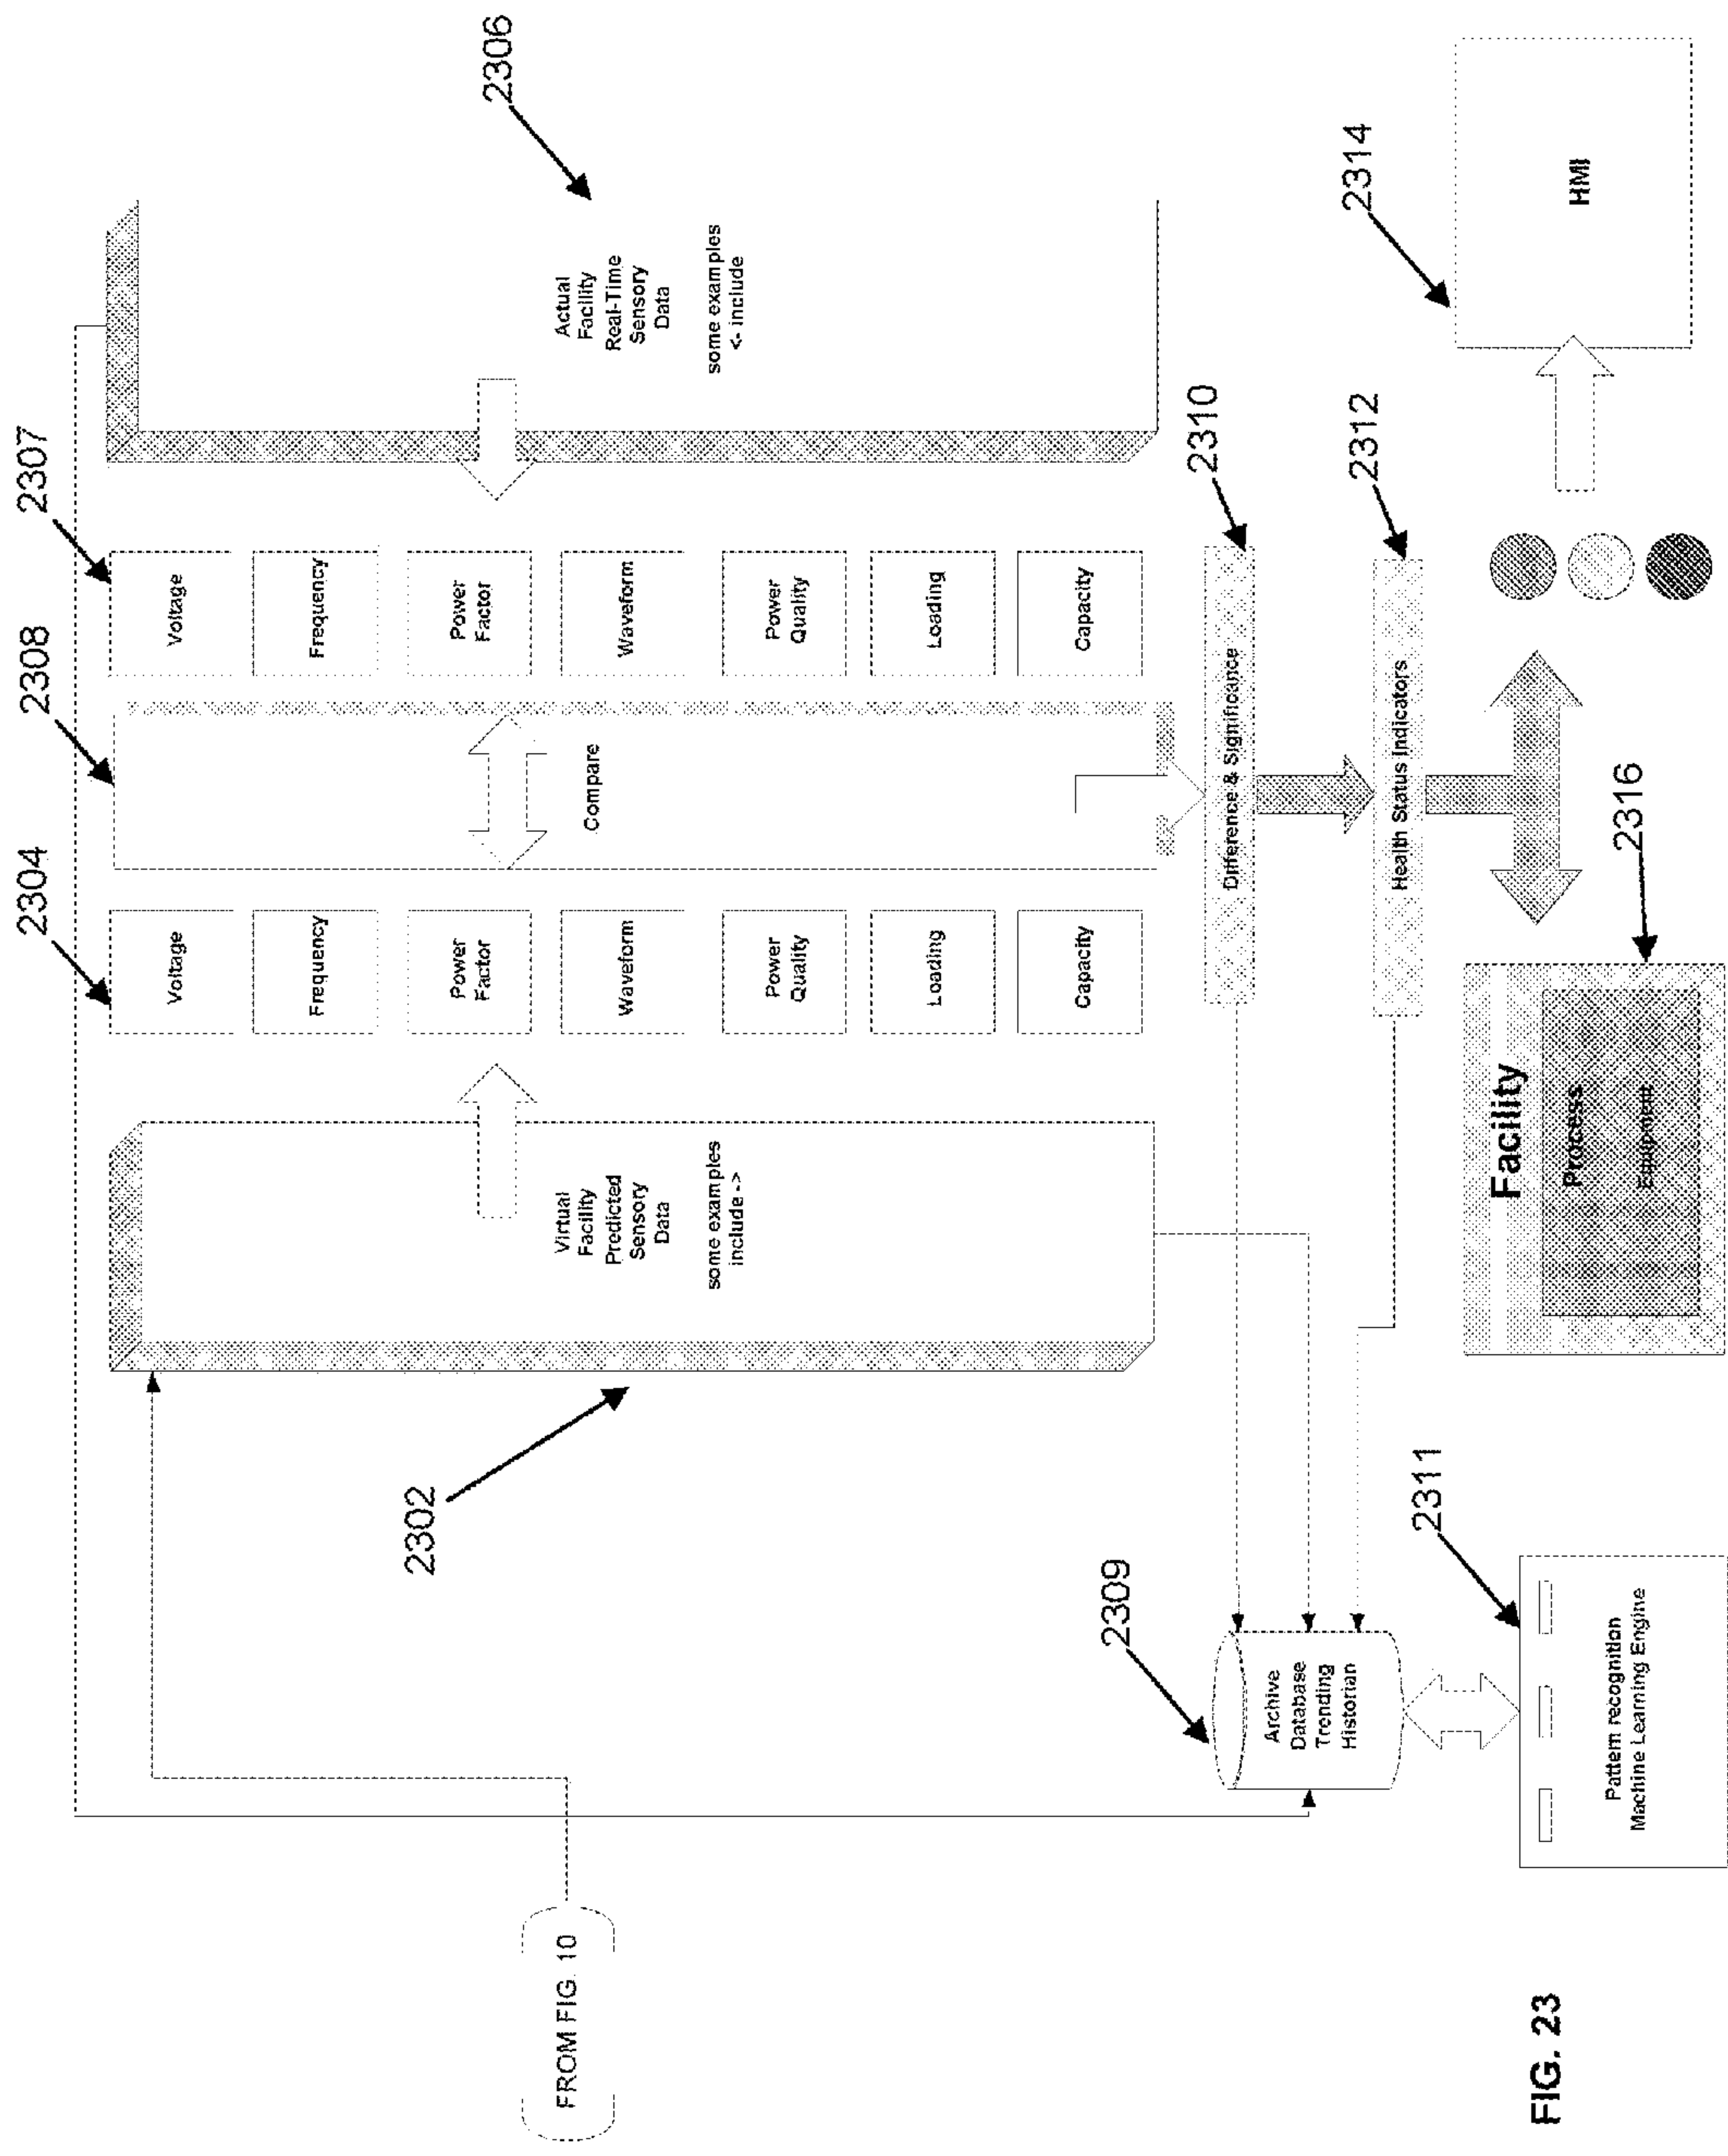 2304
2308
2307
2306
Voltage
Voltage
Frequency
Frequency
Power
Factor
Power
Factor
Waveform
Waveform
Power
Quality
Power
Quality
Loading
Loading
Capacity
Capacity
Compare
Virtual
Facility
Predicted
Sensory
Data
some examples
include ->
Actual
Facility
Real-Time
Sensory
Data
some examples
<- include
2302
FROM FIG. 10
2309
Archive
Database
Trending
Historian
2310
Difference & Significance
2312
Health Status Indicators
2311
Pattern recognition
Machine Learning Engine
Facility
Process
Equipment
2316
2314
HMI
FIG. 23